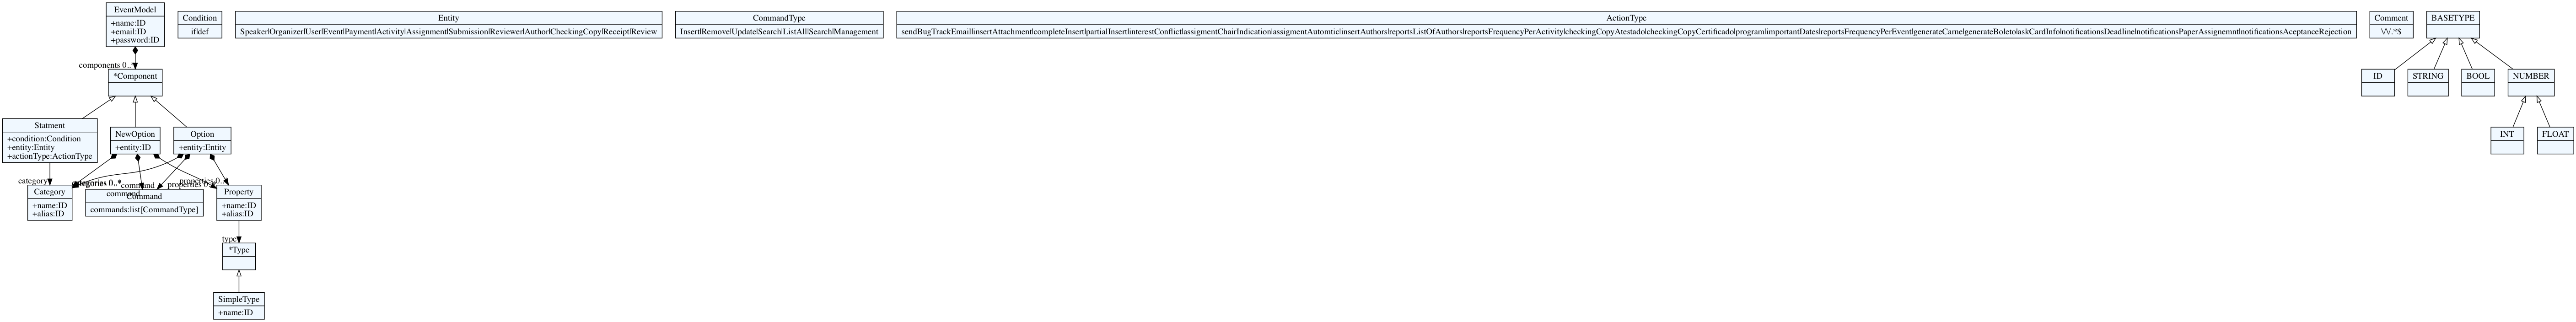 EventModel
+name:ID
+email:ID
+password:ID
Condition
if|def
Entity
Speaker|Organizer|User|Event|Payment|Activity|Assignment|Submission|Reviewer|Author|CheckingCopy|Receipt|Review
CommandType
Insert|Remove|Update|Search|ListAll|Search|Management
ActionType
sendBugTrackEmail|insertAttachment|completeInsert|partialInsert|interestConflict|assigmentChairIndication|assigmentAutomtic|insertAuthors|reportsListOfAuthors|reportsFrequencyPerActivity|checkingCopyAtestado|checkingCopyCertificado|program|importantDates|reportsFrequencyPerEvent|generateCarne|generateBoleto|askCardInfo|notificationsDeadline|notificationsPaperAssignemnt|notificationsAceptanceRejection
Comment
\/\/.*$
BASETYPE
components 0..*
*Component
ID
STRING
BOOL
NUMBER
Statment
+condition:Condition
+entity:Entity
+actionType:ActionType
NewOption
+entity:ID
Option
+entity:Entity
INT
FLOAT
category
0..*
command
properties 0..
command
Category
+name:ID
+alias:ID
Command
commands:list[CommandType]
Property
+name:ID
+alias:ID
type
*Type
SimpleType
+name:ID